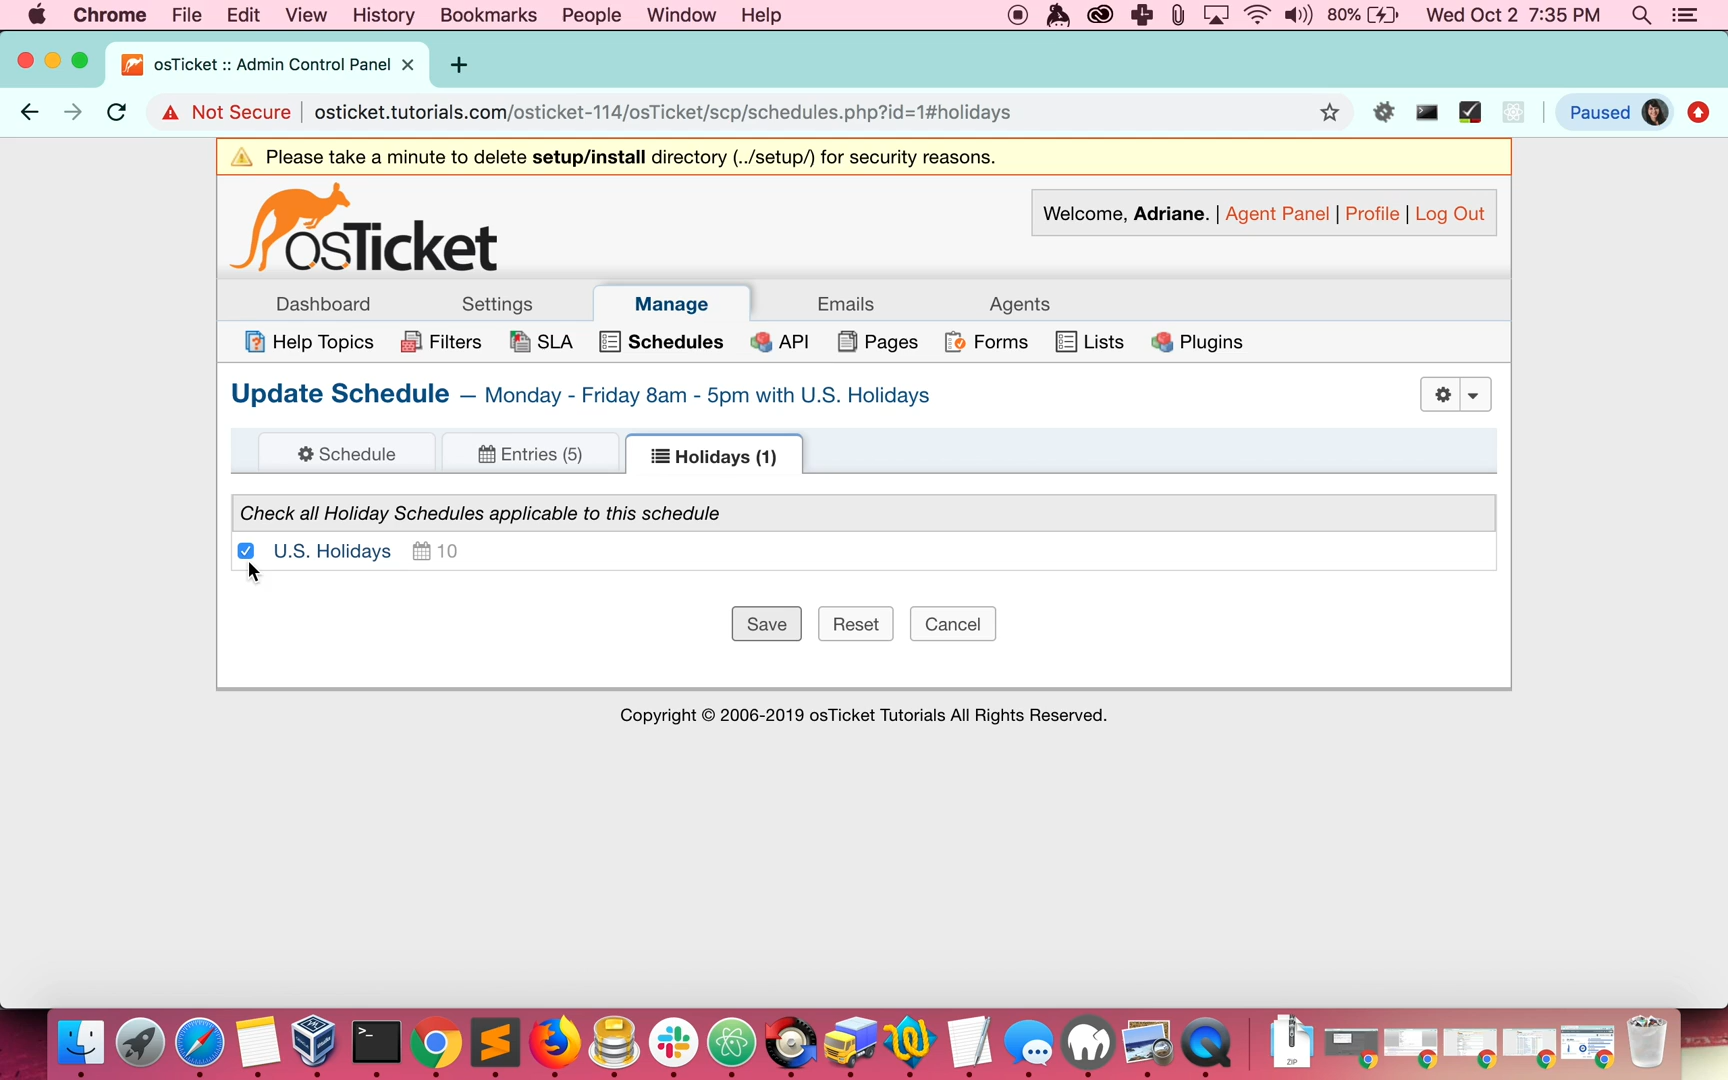 Chrome File Edit View History Bookmarks People Window Help 80% Wed Oct 2 7:35 PM
osTicket :: Admin Control Panel
Not Secure osticket.tutorials.com/osticket-114/osTicket/scp/schedules.php?id=1#holidays Paused
Please take a minute to delete setup/install directory (../setup/) for security reasons.
osTicket
Welcome, Adriane. | Agent Panel | Profile | Log Out
Dashboard Settings Manage Emails Agents
Help Topics Filters SLA Schedules API Pages Forms Lists Plugins
Update Schedule — Monday - Friday 8am - 5pm with U.S. Holidays
Schedule Entries (5) Holidays (1)
Check all Holiday Schedules applicable to this schedule
U.S. Holidays 10
Save Reset Cancel
Copyright © 2006-2019 osTicket Tutorials All Rights Reserved.
ZIP